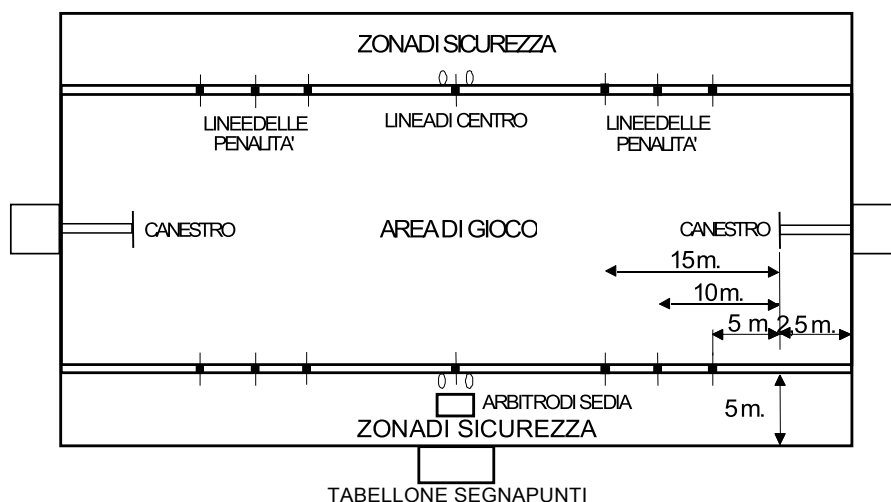 ZONADI SICUREZZA
LINEEDELLE
PENALITA'
LINEADI CENTRO
LINEEDELLE
PENALITA'
CANESTRO
AREA DI GIOCO
CANESTRO
15m.
10m.
5 m.
2,5m.
5m.
ARBITRODI SEDIA
ZONADI SICUREZZA
TABELLONE SEGNAPUNTI